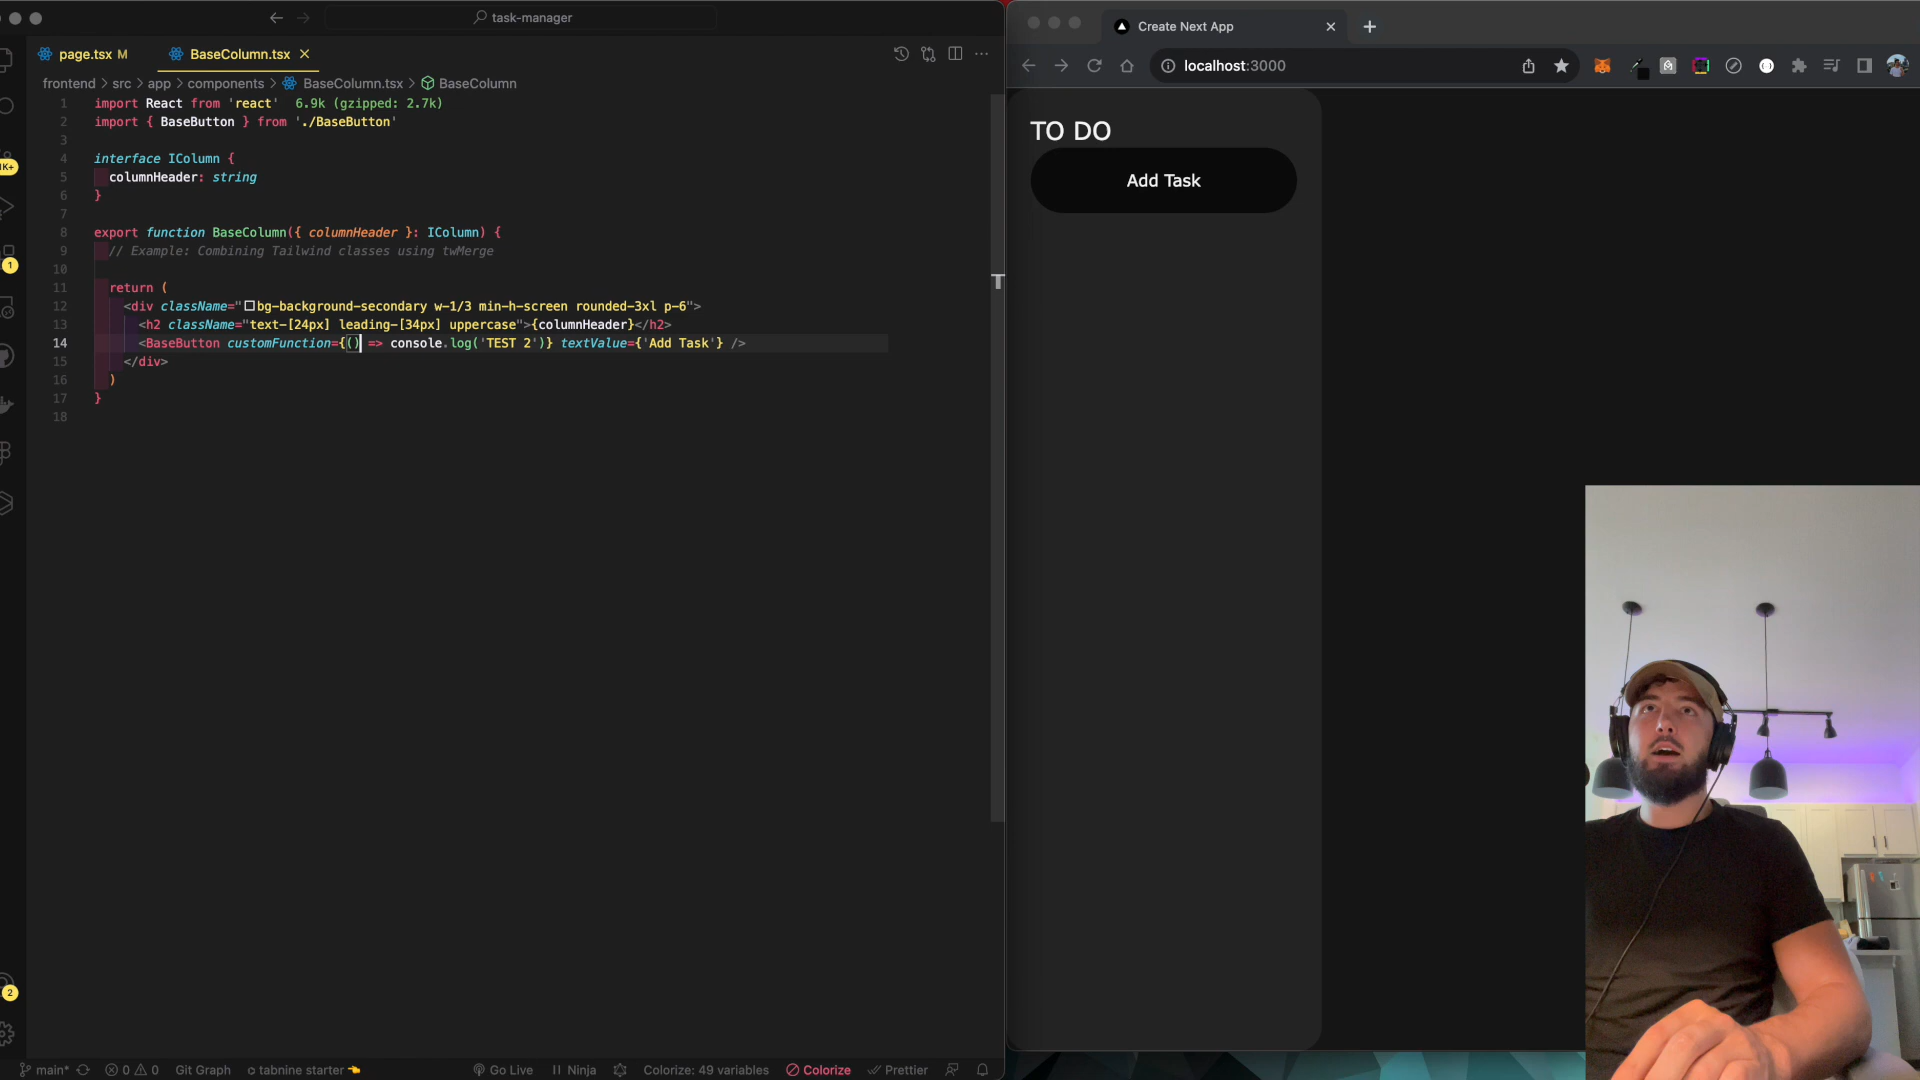 task-manager
page.tsx M
BaseColumn.tsx
frontend > src > app > components > BaseColumn.tsx > BaseColumn
1 import React from 'react' 6.9k (gzipped: 2.7k)
2 import { BaseButton } from './BaseButton'
3
4 interface IColumn {
5 columnHeader: string
6 }
7
8 export function BaseColumn({ columnHeader }: IColumn) {
9 // Example: Combining Tailwind classes using twMerge
10
11 return (
12 <div className="bg-background-secondary w-1/3 min-h-screen rounded-3xl p-6">
13 <h2 className="text-[24px] leading-[34px] uppercase">{columnHeader}</h2>
14 <BaseButton customFunction={() => console.log('TEST 2')} textValue={'Add Task'} />
15 </div>
16 )
17 }
18
1K+
1
2
main* 0 0 Git Graph tabnine starter Go Live Ninja Colorize: 49 variables Colorize Prettier
Create Next App
localhost:3000
TO DO
Add Task